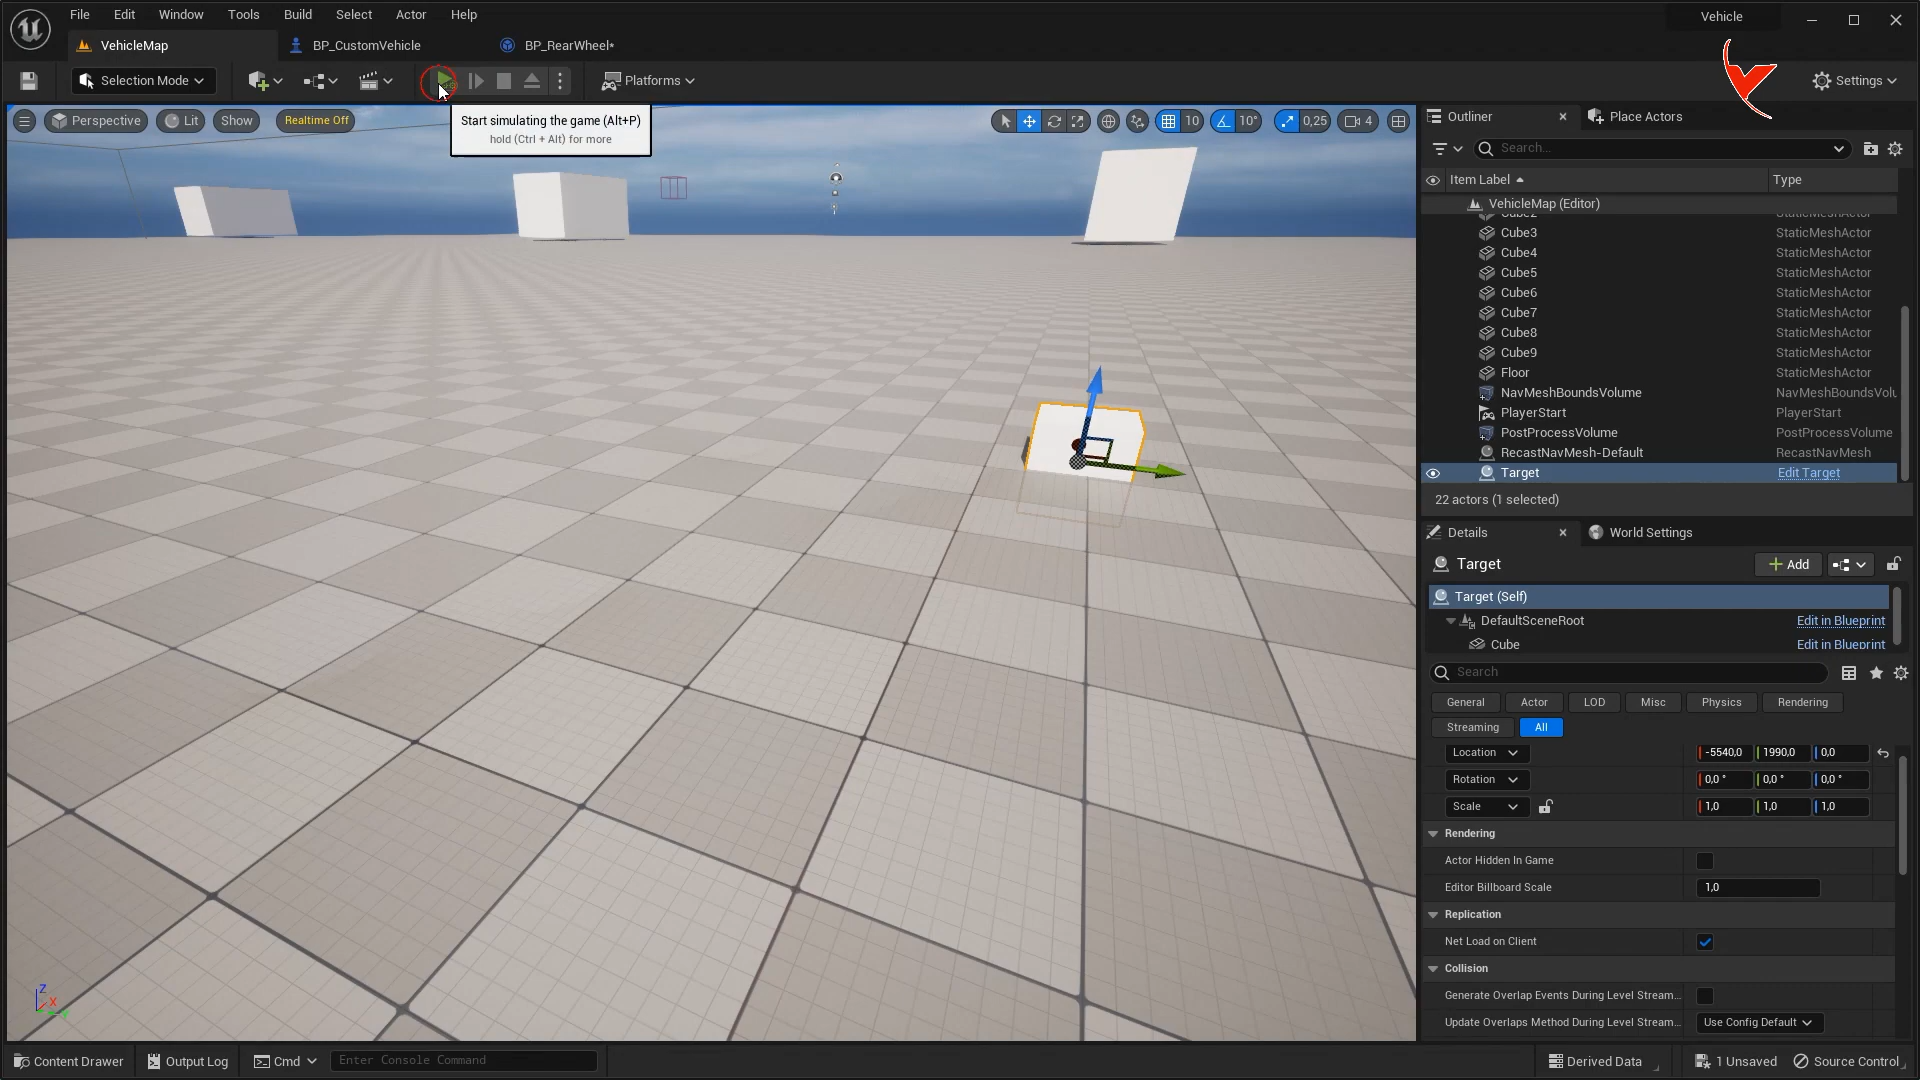 File Edit Window Tools Build Select Actor Help
Vehicle
VehicleMap BP_CustomVehicle BP_RearWheel*
Selection Mode Platforms Settings
Perspective Lit Show Realtime Off
Start simulating the game (Alt+P)
hold (Ctrl + Alt) for more
10 10° 0,25 4
Outliner Place Actors
Search...
Item Label Type
VehicleMap (Editor)
Cube2 StaticMeshActor
Cube3 StaticMeshActor
Cube4 StaticMeshActor
Cube5 StaticMeshActor
Cube6 StaticMeshActor
Cube7 StaticMeshActor
Cube8 StaticMeshActor
Cube9 StaticMeshActor
Floor StaticMeshActor
NavMeshBoundsVolume NavMeshBoundsVolu
PlayerStart PlayerStart
PostProcessVolume PostProcessVolume
RecastNavMesh-Default RecastNavMesh
Target Edit Target
22 actors (1 selected)
Details World Settings
Target Add
Target (Self)
DefaultSceneRoot Edit in Blueprint
Cube Edit in Blueprint
Search
General Actor LOD Misc Physics Rendering
Streaming All
Location -5540,0 1990,0 0,0
Rotation 0,0 ° 0,0 ° 0,0 °
Scale 1,0 1,0 1,0
Rendering
Actor Hidden In Game
Editor Billboard Scale 1,0
Replication
Net Load on Client
Collision
Generate Overlap Events During Level Stream...
Update Overlaps Method During Level Stream... Use Config Default
Z
X
Y
Content Drawer Output Log Cmd Enter Console Command Derived Data 1 Unsaved Source Control